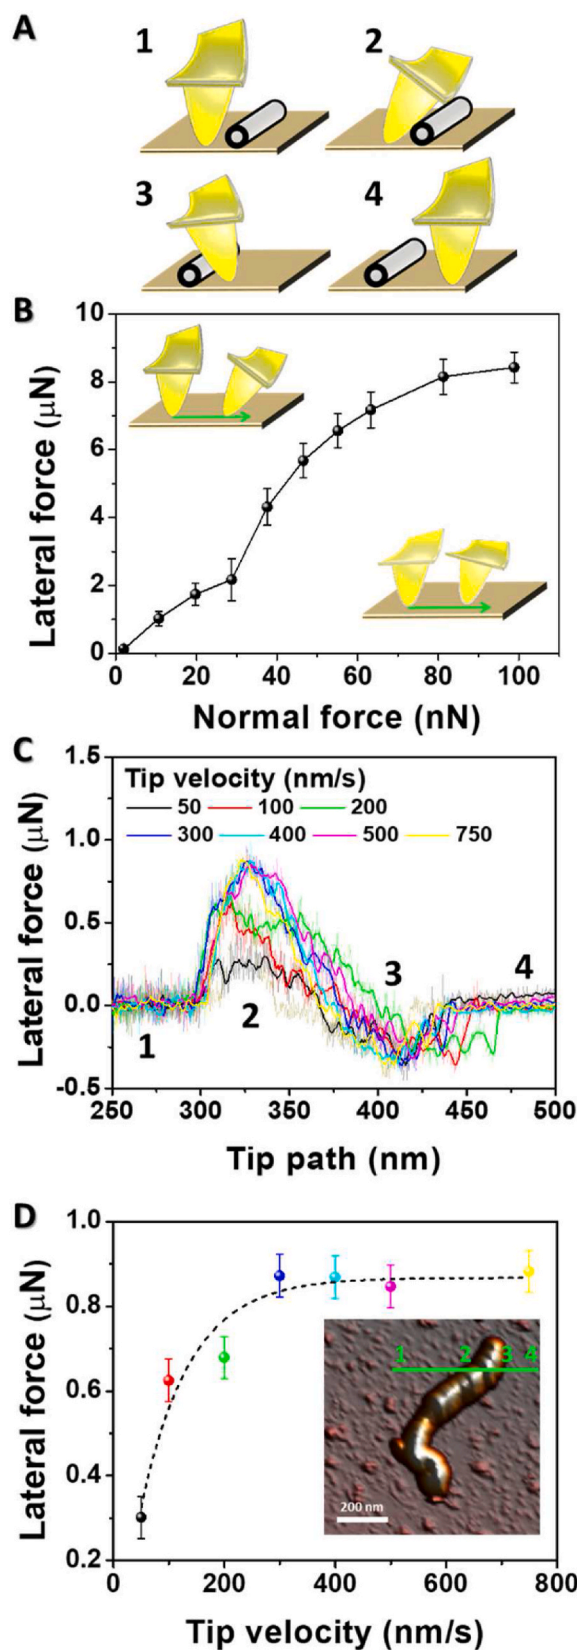 A
1 2
3 4
B
10
8
6
4
2
0
0 20 40 60 80 100
Lateral force (μN)
Normal force (nN)
C
1.5
1.0
0.5
0.0
-0.5
Tip velocity (nm/s)
50 100 200
300 400 500 750
1 2 3 4
250 300 350 400 450 500
Lateral force (μN)
Tip path (nm)
D
1.0
0.8
0.6
0.4
0.2
1 2 3 4
200 nm
0 200 400 600 800
Lateral force (μN)
Tip velocity (nm/s)